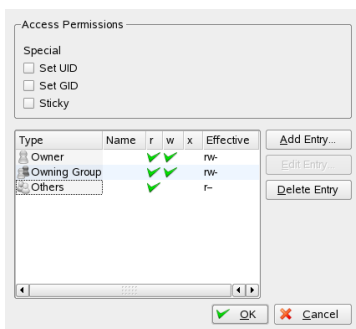 Access Permissions
Special
Set UID
Set GID
Sticky
Type Name r w x Effective
Owner rw-
Owning Group rw-
Others r--
Add Entry...
Edit Entry...
Delete Entry
OK Cancel